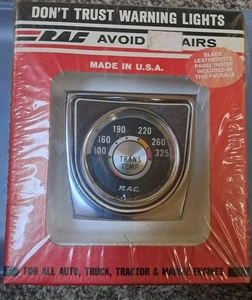 DON'T TRUST WARNING LIGHTS
RAC AVOID AIRS
BLACK
LEATHERETTE
PANEL INSERT
INCLUDED IN
THIS PACKAGE
MADE IN U.S.A.
190 220
160 260
100 325
TRANS
TEMP
R.A.C.
FOR ALL AUTO, TRUCK, TRACTOR & MARINE ENGINES